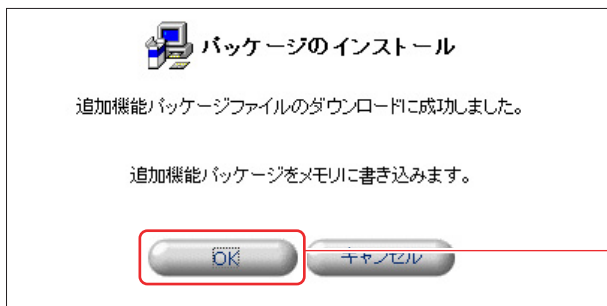 パッケージのインストール
追加機能パッケージファイルのダウンロードに成功しました。
追加機能パッケージをメモリに書き込みます。
OK
キャンセル